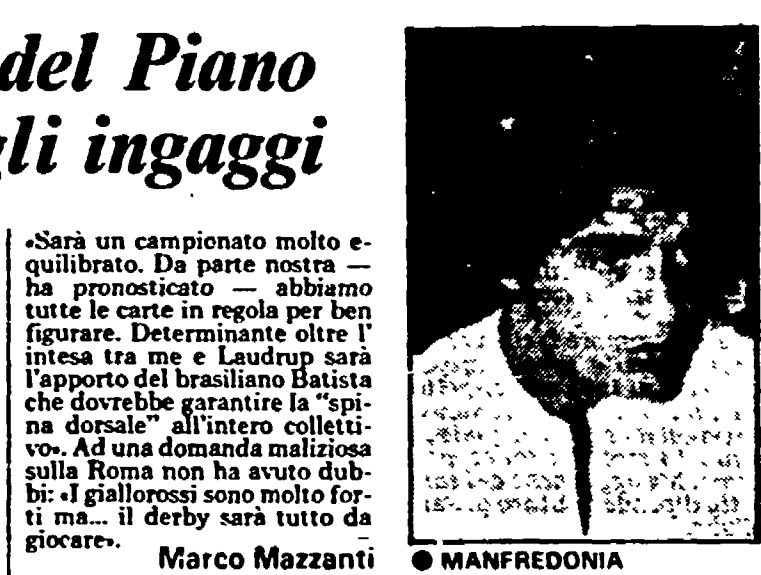 del Piano
gli ingaggi
«Sarà un campionato molto e-
quilibrato. Da parte nostra —
ha pronosticato — abbiamo
tutte le carte in regola per ben
figurare. Determinante oltre l'
intesa tra me e Laudrup sarà
l'apporto del brasiliano Batista
che dovrebbe garantire la "spi-
na dorsale" all'intero colletti-
vo». Ad una domanda maliziosa
sulla Roma non ha avuto dub-
bi: «I giallorossi sono molto for-
ti ma... il derby sarà tutto da
giocare».
Marco Mazzanti
● MANFREDONIA